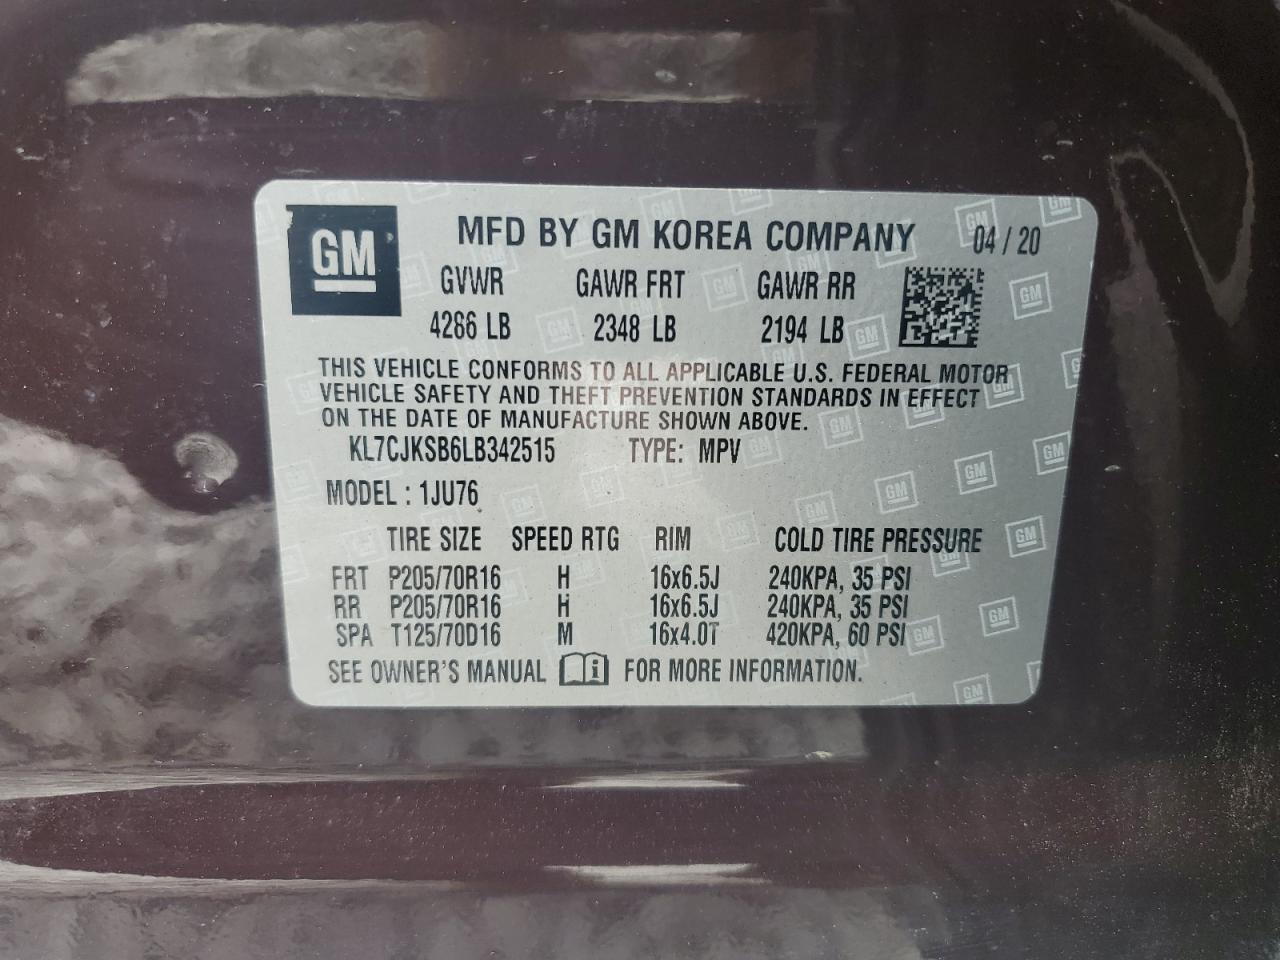 GM
MFD BY GM KOREA COMPANY 04 / 20
GVWR GAWR FRT GAWR RR
4286 LB 2348 LB 2194 LB
THIS VEHICLE CONFORMS TO ALL APPLICABLE U.S. FEDERAL MOTOR
VEHICLE SAFETY AND THEFT PREVENTION STANDARDS IN EFFECT
ON THE DATE OF MANUFACTURE SHOWN ABOVE.
KL7CJKSB6LB342515 TYPE: MPV
MODEL : 1JU76
TIRE SIZE SPEED RTG RIM COLD TIRE PRESSURE
FRT P205/70R16 H 16x6.5J 240KPA, 35 PSI
RR P205/70R16 H 16x6.5J 240KPA, 35 PSI
SPA T125/70D16 M 16x4.0T 420KPA, 60 PSI
SEE OWNER'S MANUAL i FOR MORE INFORMATION.